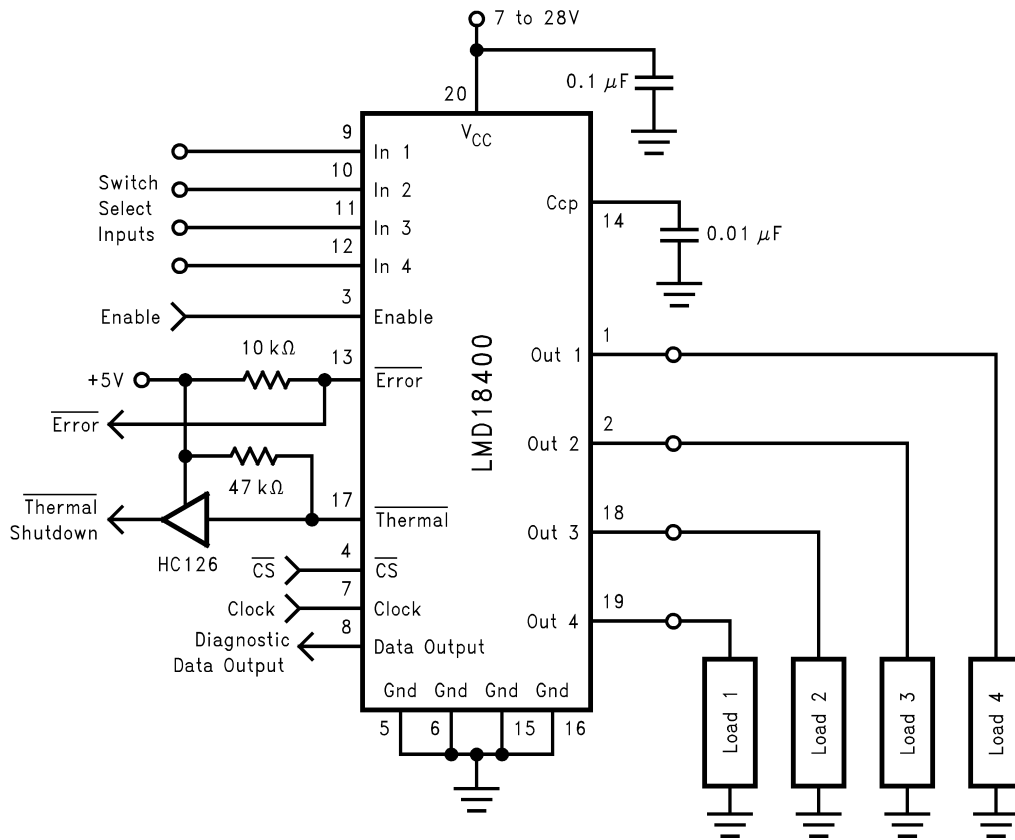 7 to 28V
0.1 μF
20
VCC
9
In 1
10
In 2
Switch
Select
Inputs
11
In 3
12
In 4
Ccp
14
0.01 μF
3
Enable
Enable
LMD18400
10 kΩ
13
+5V
Error
Error
47 kΩ
17
Thermal
Shutdown
Thermal
HC126
4
CS
CS
7
Clock
Clock
8
Diagnostic
Data Output
Data Output
1
Out 1
2
Out 2
18
Out 3
19
Out 4
Gnd Gnd Gnd Gnd
5 6 15 16
Load 1
Load 2
Load 3
Load 4